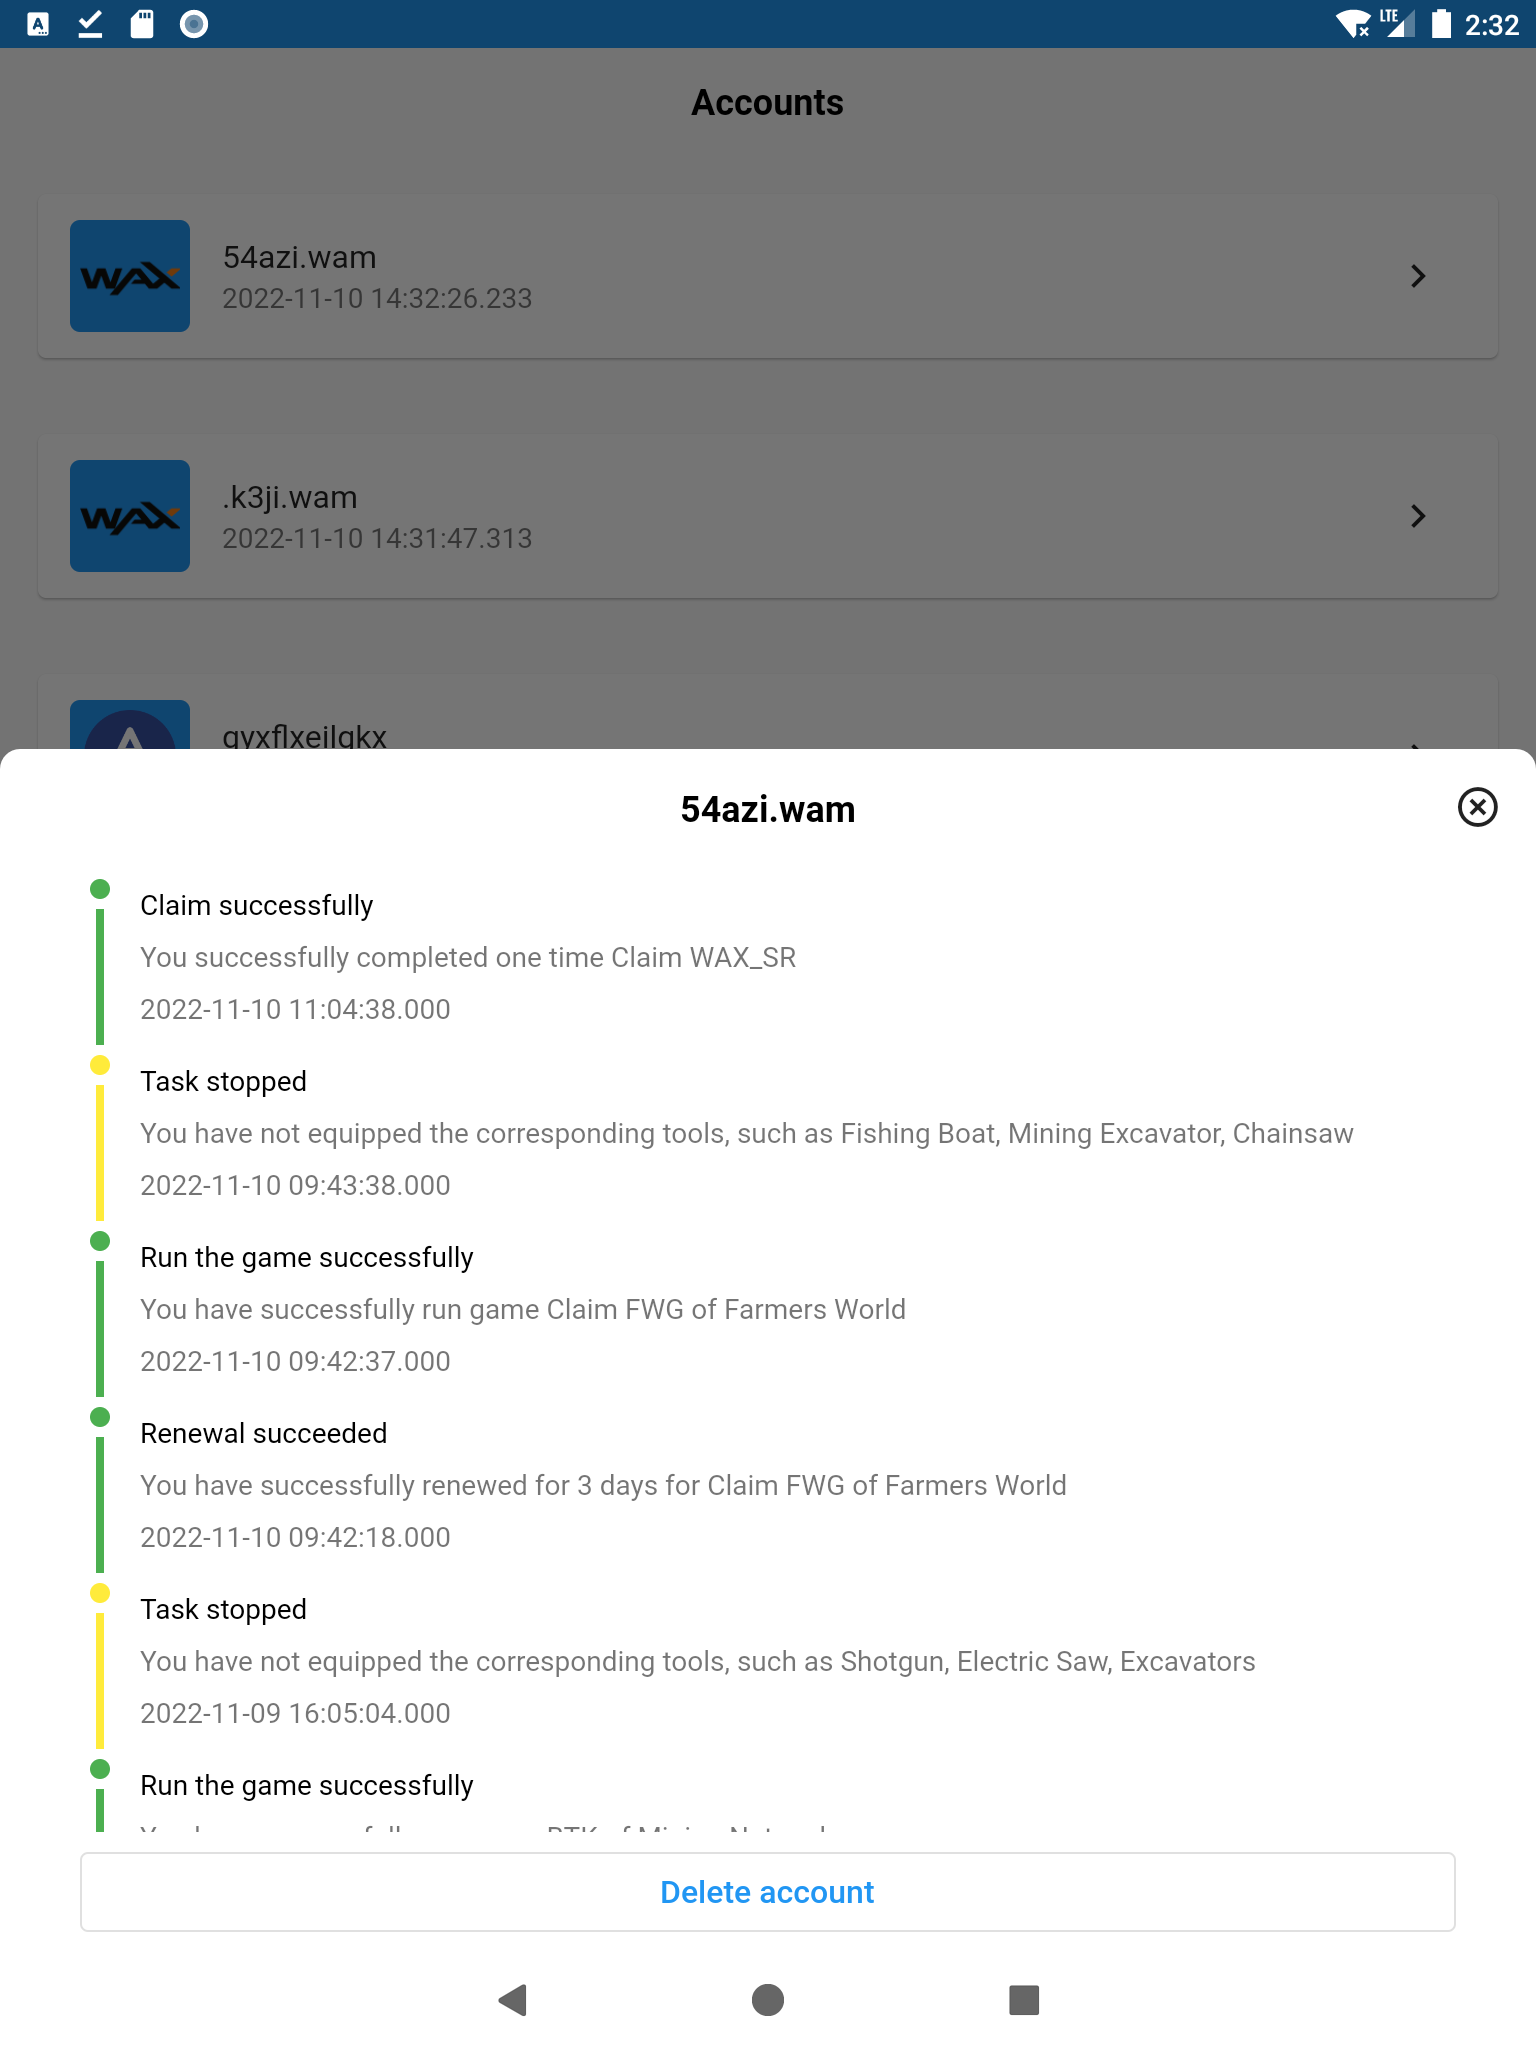 LTE 2:32
Accounts
WAX
54azi.wam
2022-11-10 14:32:26.233
WAX
.k3ji.wam
2022-11-10 14:31:47.313
54azi.wam
Claim successfully
You successfully completed one time Claim WAX_SR
2022-11-10 11:04:38.000
Task stopped
You have not equipped the corresponding tools, such as Fishing Boat, Mining Excavator, Chainsaw
2022-11-10 09:43:38.000
Run the game successfully
You have successfully run game Claim FWG of Farmers World
2022-11-10 09:42:37.000
Renewal succeeded
You have successfully renewed for 3 days for Claim FWG of Farmers World
2022-11-10 09:42:18.000
Task stopped
You have not equipped the corresponding tools, such as Shotgun, Electric Saw, Excavators
2022-11-09 16:05:04.000
Run the game successfully
Delete account